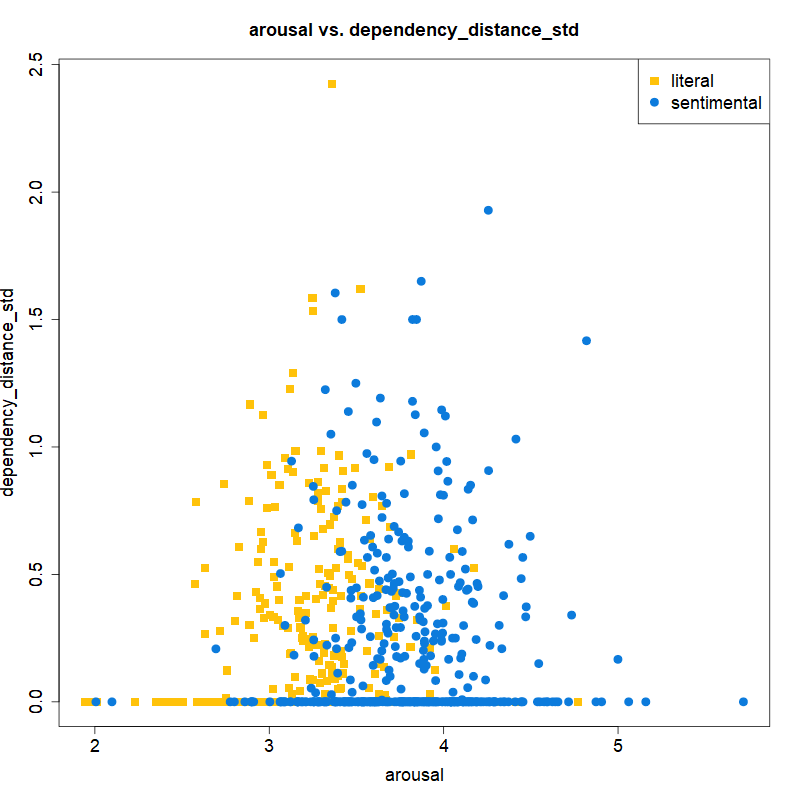 arousal vs. dependency_distance_std
literal
sentimental
dependency_distance_std
2.5
2.0
1.5
1.0
0.5
0.0
2
3
4
5
arousal